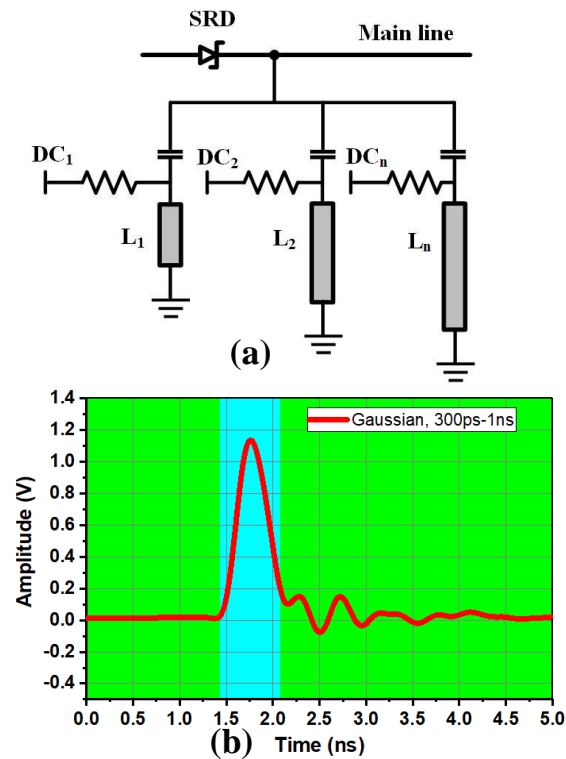 SRD
Main line
DC1 DC2 DCn
L1 L2 Ln
(a)
Gaussian, 300ps-1ns
Amplitude (V)
1.4
1.2
1.0
0.8
0.6
0.4
0.2
0.0
-0.2
-0.4
0.0 0.5 1.0 1.5 2.0 2.5 3.0 3.5 4.0 4.5 5.0
(b) Time (ns)